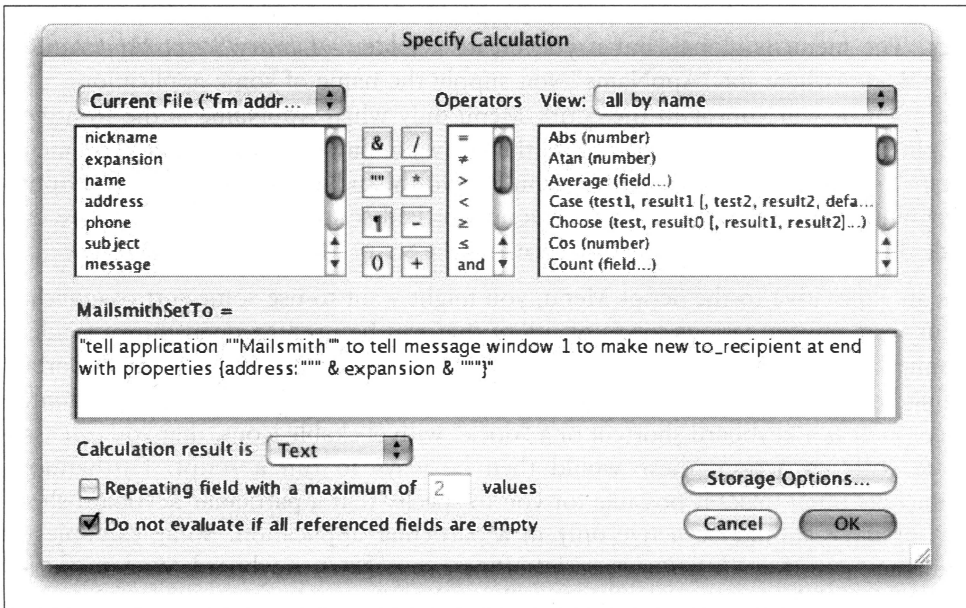 Specify Calculation
Current File ("fm addr...
Operators
View:
all by name
nickname
expansion
name
address
phone
subject
message
&
/
""
*
¶
-
()
+
=
≠
>
<
≥
≤
and
Abs (number)
Atan (number)
Average (field...)
Case (test1, result1 [, test2, result2, defa...
Choose (test, result0 [, result1, result2]...)
Cos (number)
Count (field...)
MailsmithSetTo =
"tell application ""Mailsmith"" to tell message window 1 to make new to_recipient at end
with properties {address:""" & expansion & """}"
Calculation result is
Text
Repeating field with a maximum of 2 values
Storage Options...
Do not evaluate if all referenced fields are empty
Cancel
OK